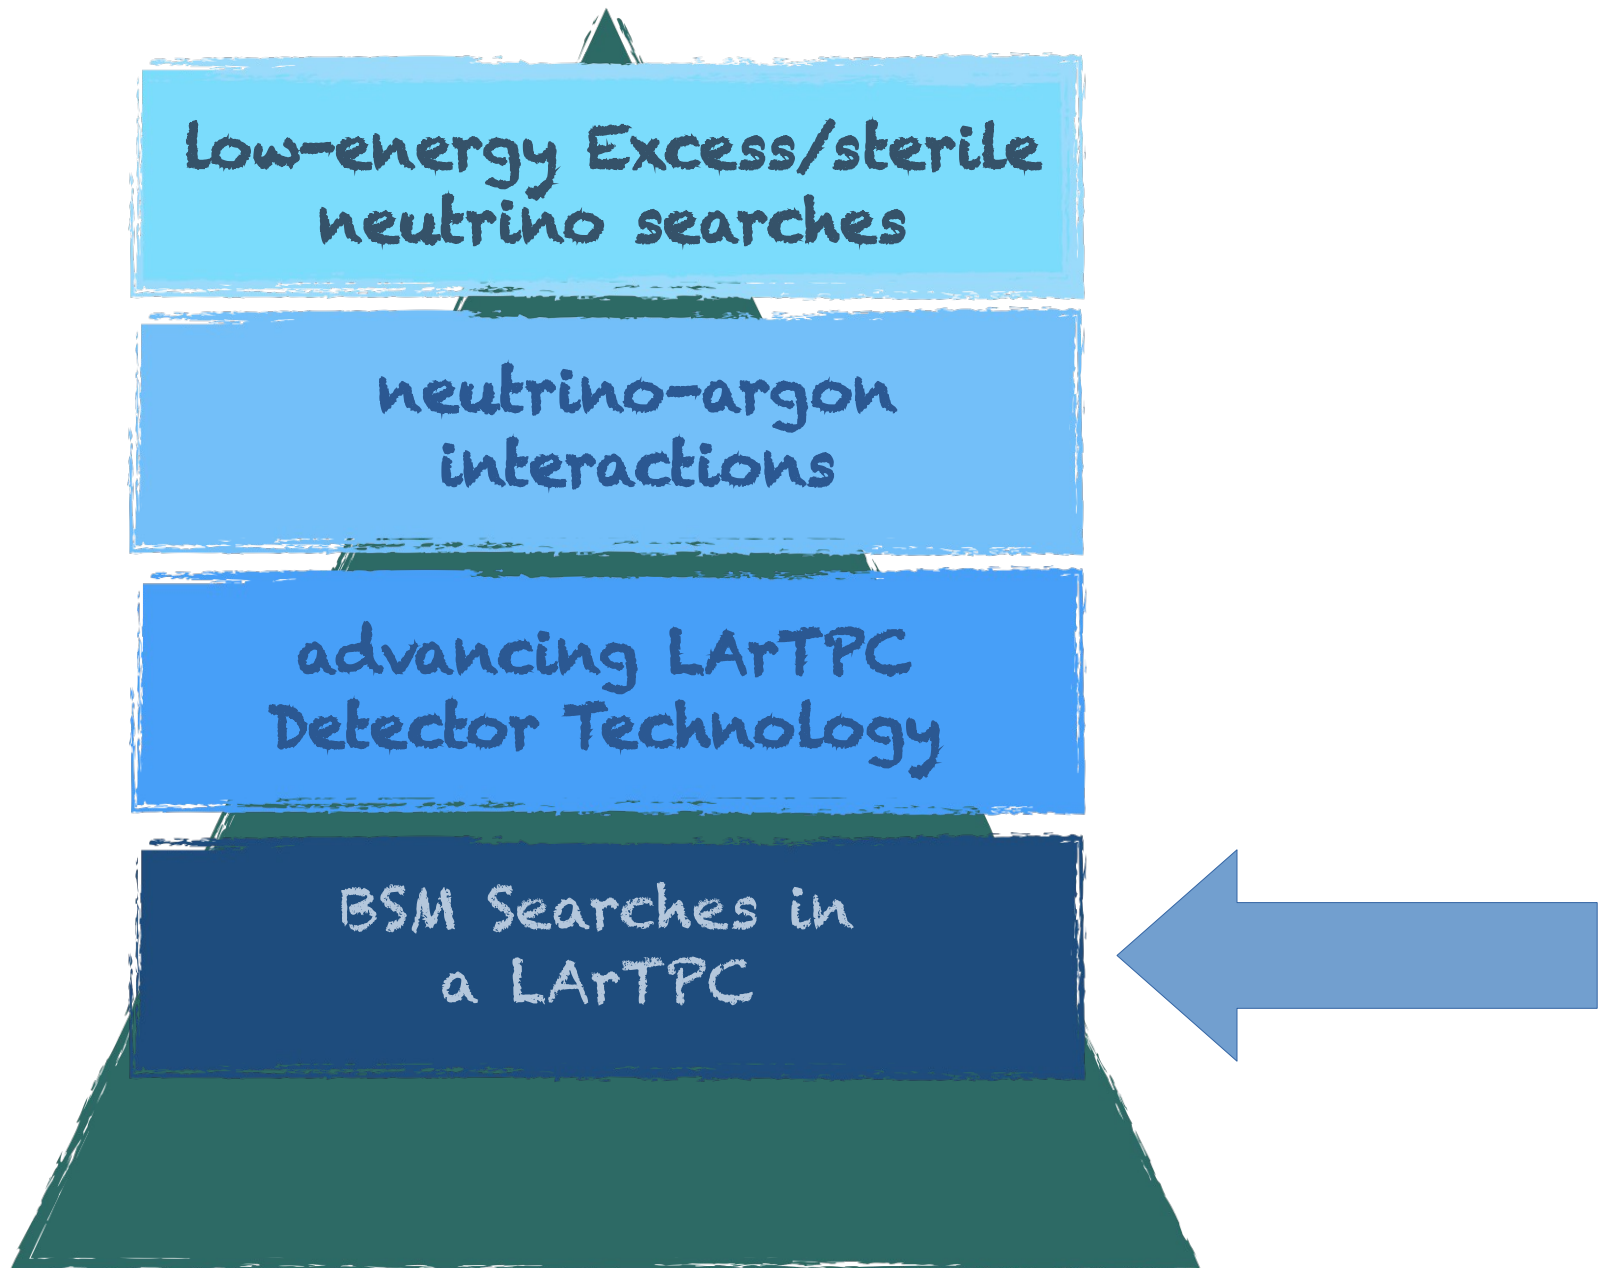 low-energy Excess/sterile
neutrino searches
neutrino-argon
interactions
advancing LArTPC
Detector Technology
BSM Searches in
a LArTPC